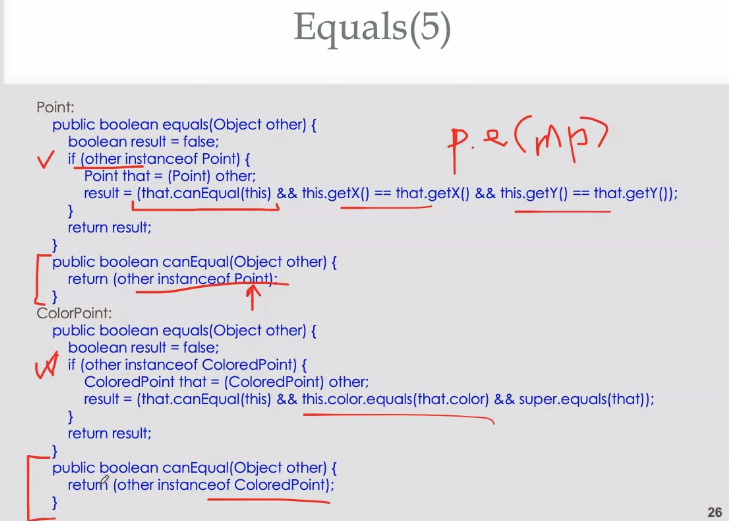 Equals(5)
Point:
public boolean equals(Object other) {
boolean result = false;
if (other instanceof Point) {
Point that = (Point) other;
result = (that.canEqual(this) && this.getX() == that.getX() && this.getY() == that.getY());
}
return result;
}
public boolean canEqual(Object other) {
return (other instanceof Point);
}
p.e(mp)
ColorPoint:
public boolean equals(Object other) {
boolean result = false;
if (other instanceof ColoredPoint) {
ColoredPoint that = (ColoredPoint) other;
result = (that.canEqual(this) && this.color.equals(that.color) && super.equals(that));
}
return result;
}
public boolean canEqual(Object other) {
return (other instanceof ColoredPoint);
}
26